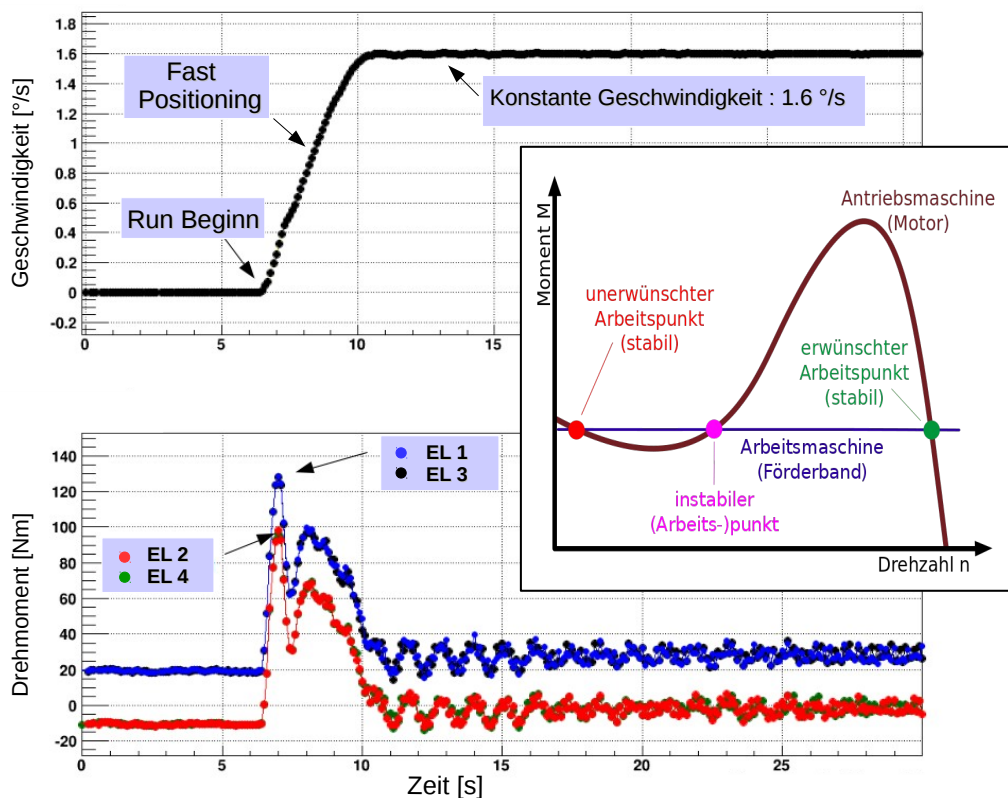 Geschwindigkeit [°/s]
1.8
1.6
1.4
1.2
1
0.8
0.6
0.4
0.2
0
-0.2
0
5
10
15
Fast
Positioning
Run Beginn
Konstante Geschwindigkeit : 1.6 °/s
Moment M
Antriebsmaschine
(Motor)
unerwünschter
Arbeitspunkt
(stabil)
erwünschter
Arbeitspunkt
(stabil)
Arbeitsmaschine
(Förderband)
instabiler
(Arbeits-)punkt
Drehzahl n
Drehmoment [Nm]
140
120
100
80
60
40
20
0
-20
EL 1
EL 3
EL 2
EL 4
0
5
10
15
20
25
30
Zeit [s]